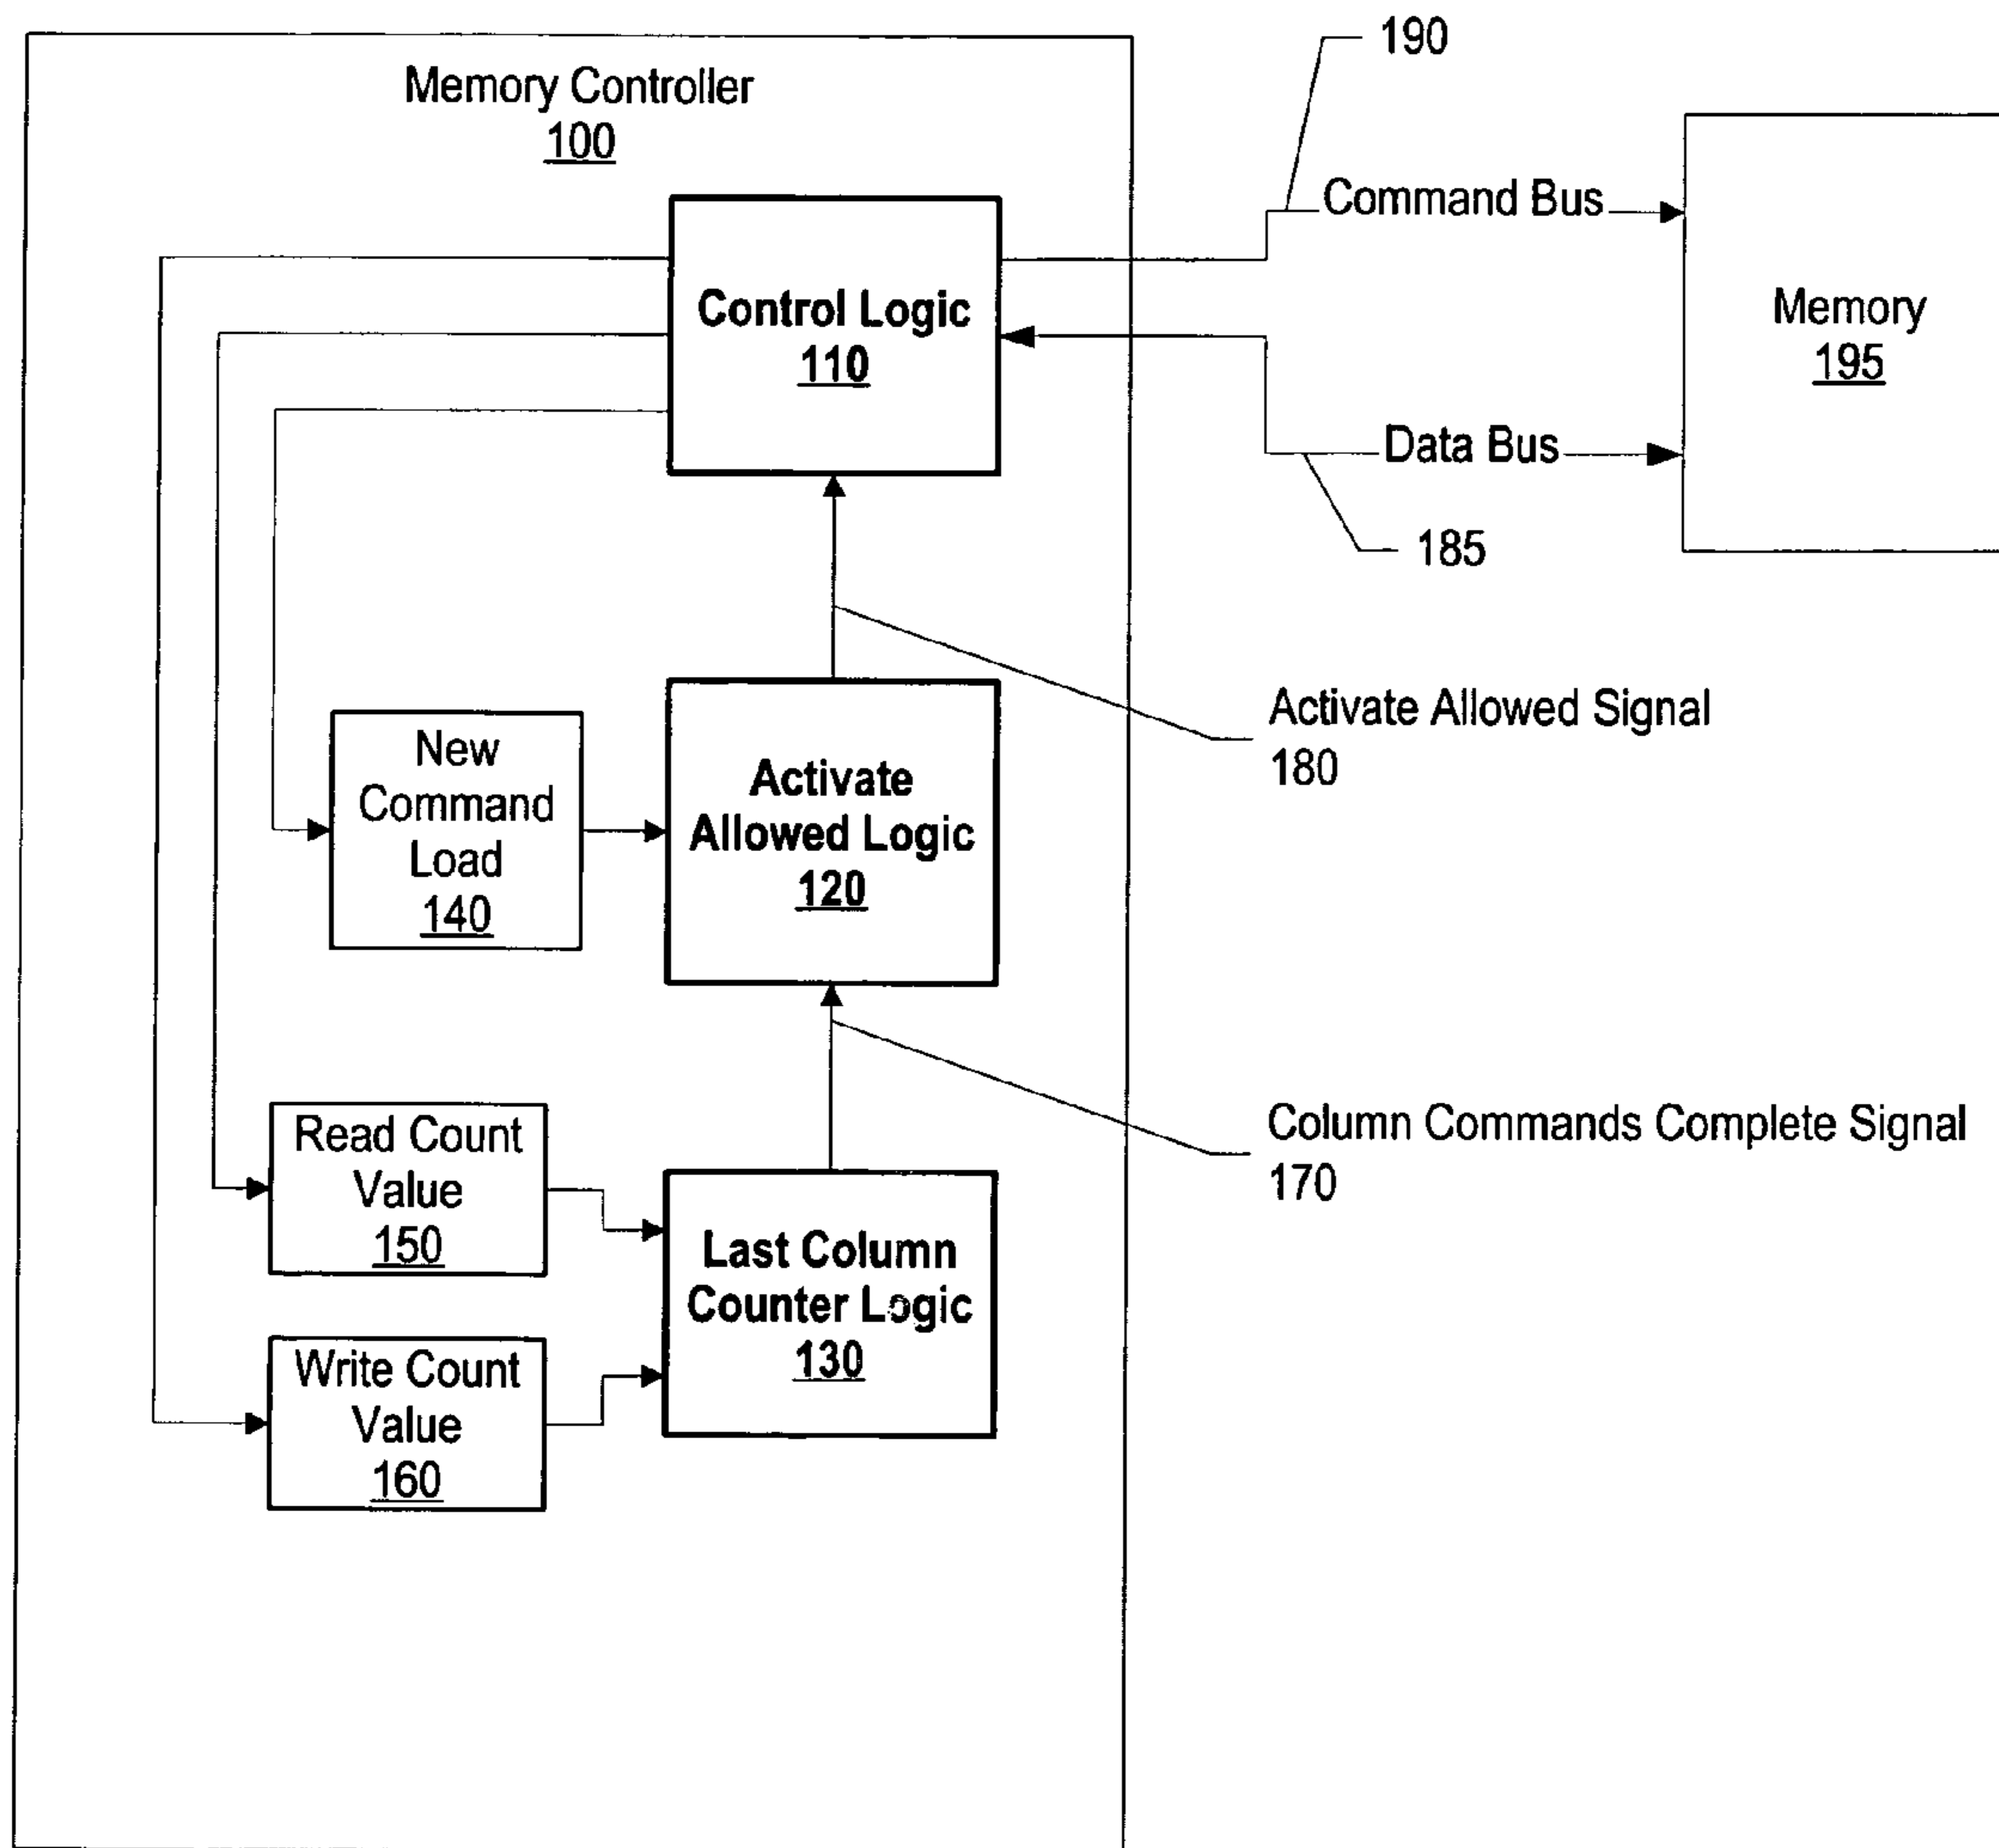 190
Memory Controller
100
Command Bus
Control Logic
110
Memory
195
Data Bus
185
Activate Allowed Signal
180
New
Command
Load
140
Activate
Allowed Logic
120
Column Commands Complete Signal
170
Read Count
Value
150
Last Column
Counter Logic
130
Write Count
Value
160